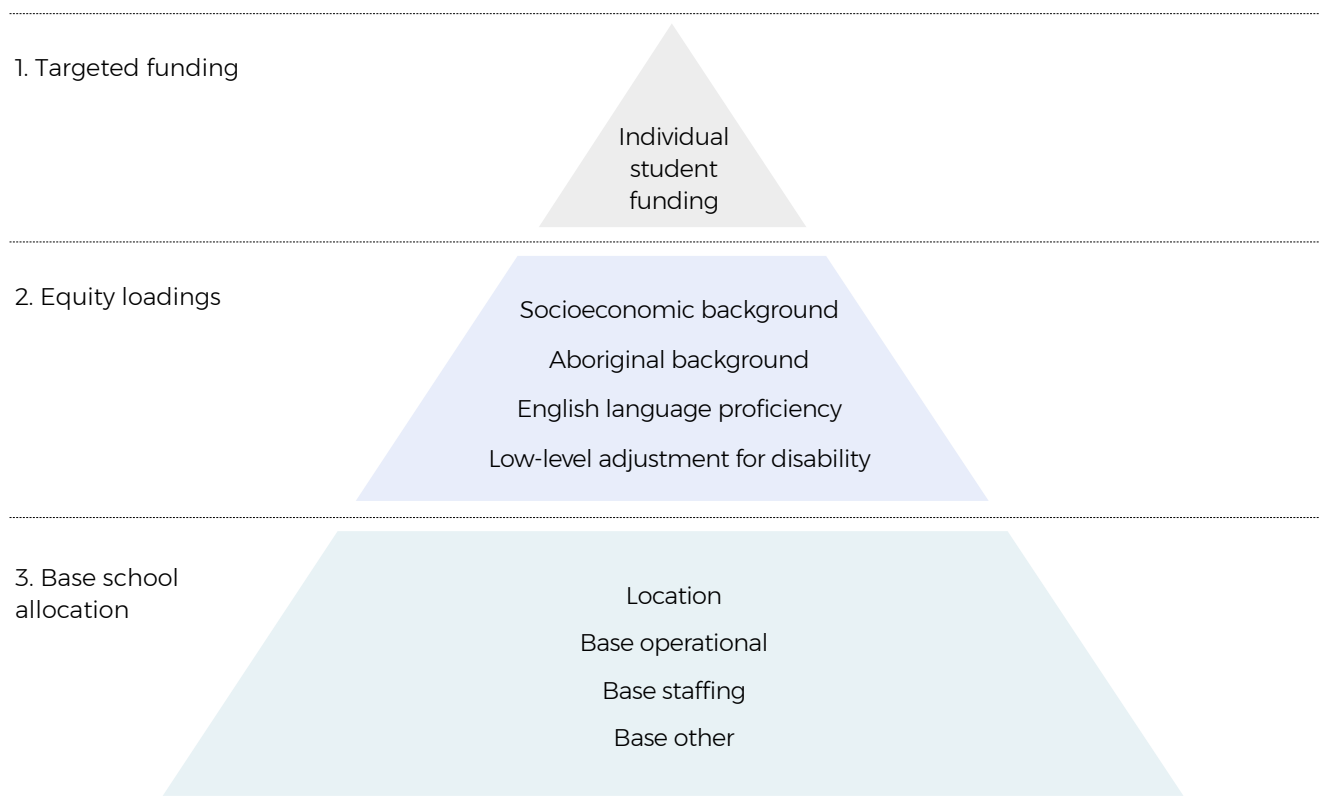 1. Targeted funding
Individual
student
funding
2. Equity loadings
Socioeconomic background
Aboriginal background
English language proficiency
Low-level adjustment for disability
3. Base school
allocation
Location
Base operational
Base staffing
Base other